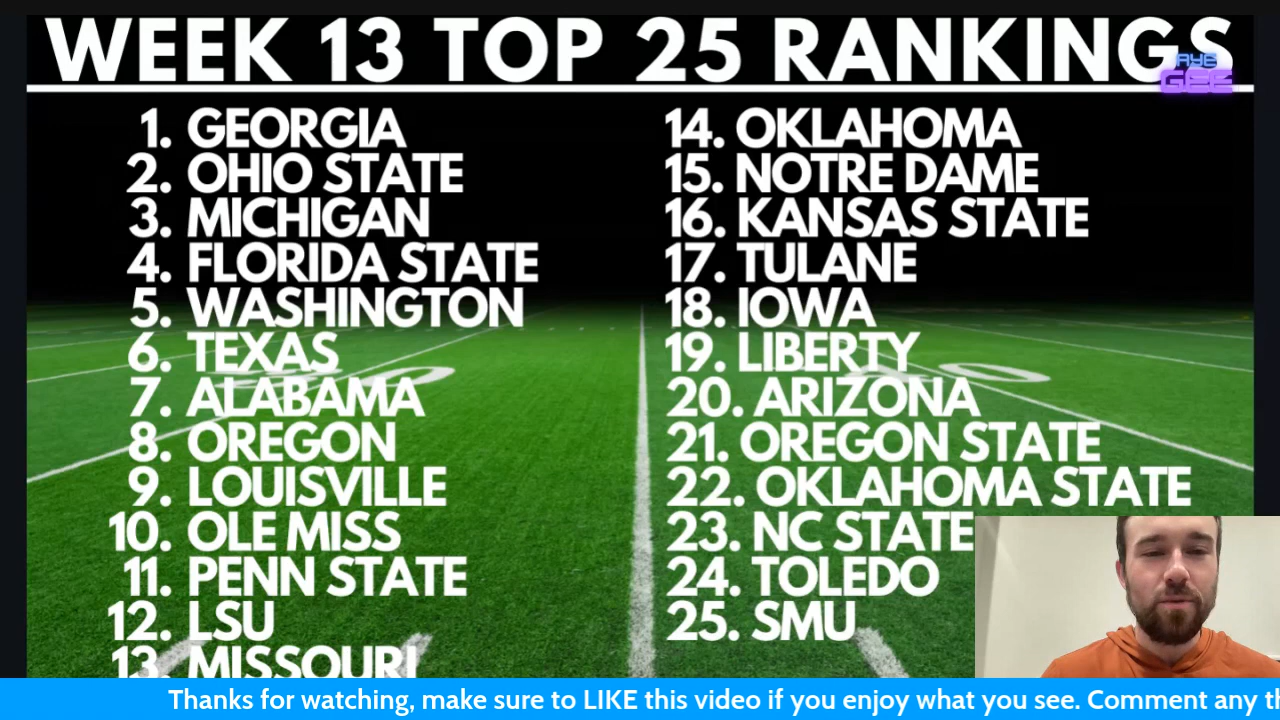 WEEK 13 TOP 25 RANKINGS
AYE
GEE
1. GEORGIA
2. OHIO STATE
3. MICHIGAN
4. FLORIDA STATE
5. WASHINGTON
6. TEXAS
7. ALABAMA
8. OREGON
9. LOUISVILLE
10. OLE MISS
11. PENN STATE
12. LSU
13. MISSOURI
14. OKLAHOMA
15. NOTRE DAME
16. KANSAS STATE
17. TULANE
18. IOWA
19. LIBERTY
20. ARIZONA
21. OREGON STATE
22. OKLAHOMA STATE
23. NC STATE
24. TOLEDO
25. SMU
Thanks for watching, make sure to LIKE this video if you enjoy what you see. Comment any